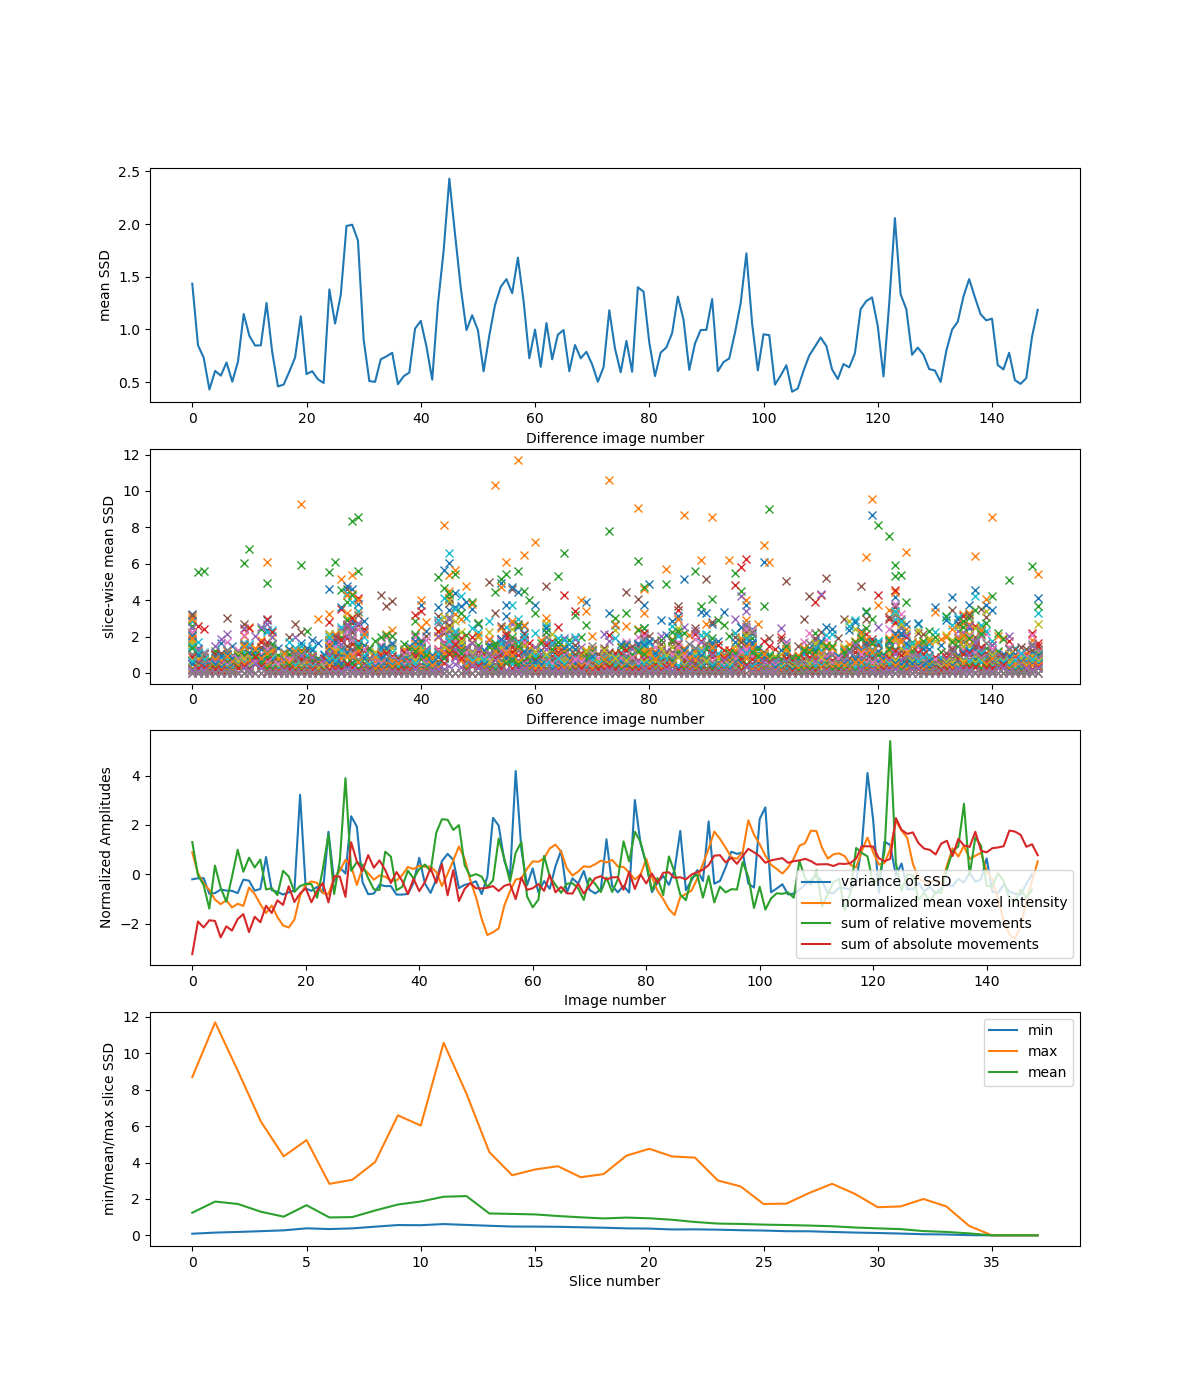 2.5
2.0
1.5
1.0
0.5
mean SSD
0 20 40 60 80 100 120 140
Difference image number
12
10
8
6
4
2
0
slice-wise mean SSD
0 20 40 60 80 100 120 140
Difference image number
4
2
0
−2
Normalized Amplitudes
variance of SSD
normalized mean voxel intensity
sum of relative movements
sum of absolute movements
0 20 40 60 80 100 120 140
Image number
12
10
8
6
4
2
0
min/mean/max slice SSD
min
max
mean
0 5 10 15 20 25 30 35
Slice number